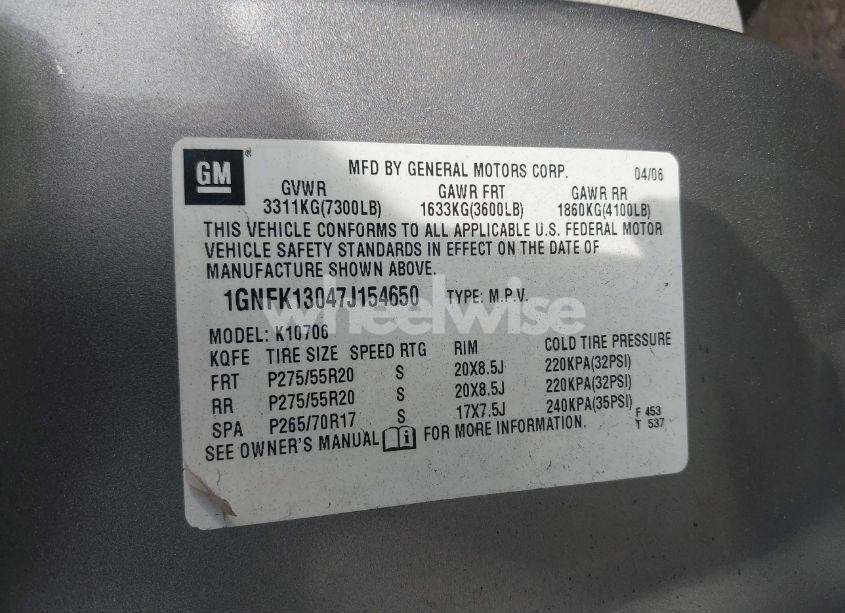 GM
MFD BY GENERAL MOTORS CORP. 04/06
GVWR GAWR FRT GAWR RR
3311KG(7300LB) 1633KG(3600LB) 1860KG(4100LB)
THIS VEHICLE CONFORMS TO ALL APPLICABLE U.S. FEDERAL MOTOR
VEHICLE SAFETY STANDARDS IN EFFECT ON THE DATE OF
MANUFACTURE SHOWN ABOVE.
1GNFK13047J154650 TYPE: M.P.V.
wheelwise
MODEL: K10706
KQFE TIRE SIZE SPEED RTG RIM COLD TIRE PRESSURE
FRT P275/55R20 S 20X8.5J 220KPA(32PSI)
RR P275/55R20 S 20X8.5J 220KPA(32PSI)
SPA P265/70R17 S 17X7.5J 240KPA(35PSI)
SEE OWNER'S MANUAL FOR MORE INFORMATION.
F 453
T 537